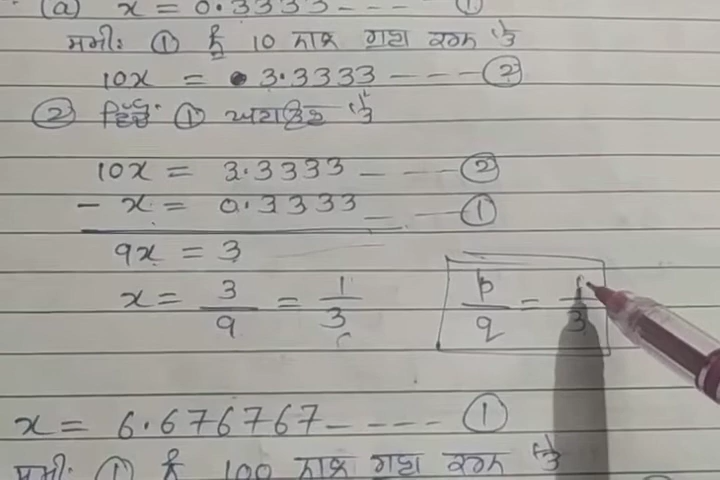 (a) x = 0.3333 - - - - ①
ਸਮੀ: ① ਨੂੰ 10 ਨਾਲ ਗੁਣਾ ਕਰਨ ਤੇ
10x = 3.3333 - - - - ②
② ਵਿੱਚੋਂ ① ਘਟਾਉਣ ਤੇ
10x = 3.3333 - - - ②
- x = 0.3333 - - - ①
9x = 3
x = 3/9 = 1/3
p/q = 1/3
x = 6.676767 - - - - ①
ਸਮੀ: ① ਨੂੰ 100 ਨਾਲ ਗੁਣਾ ਕਰਨ ਤੇ